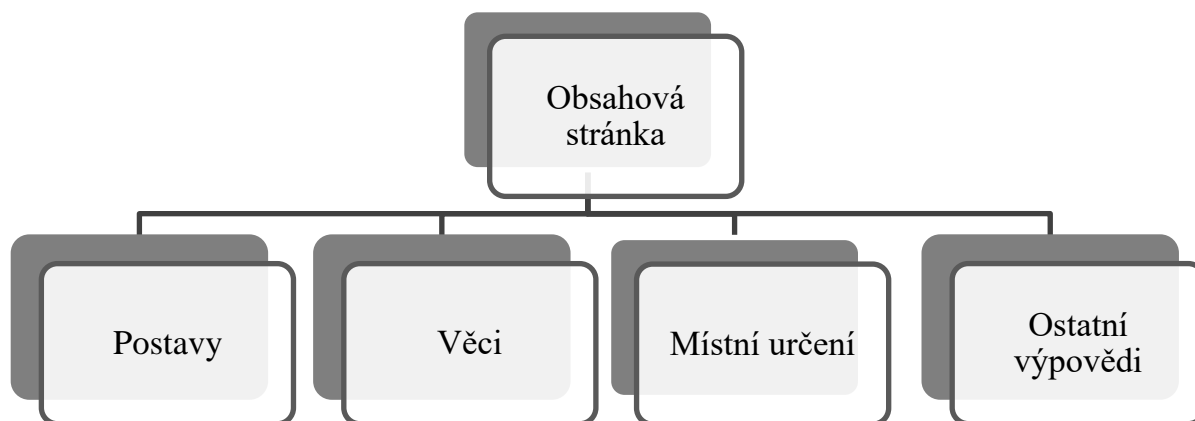 Obsahová
stránka
Postavy
Věci
Místní určení
Ostatní
výpovědi